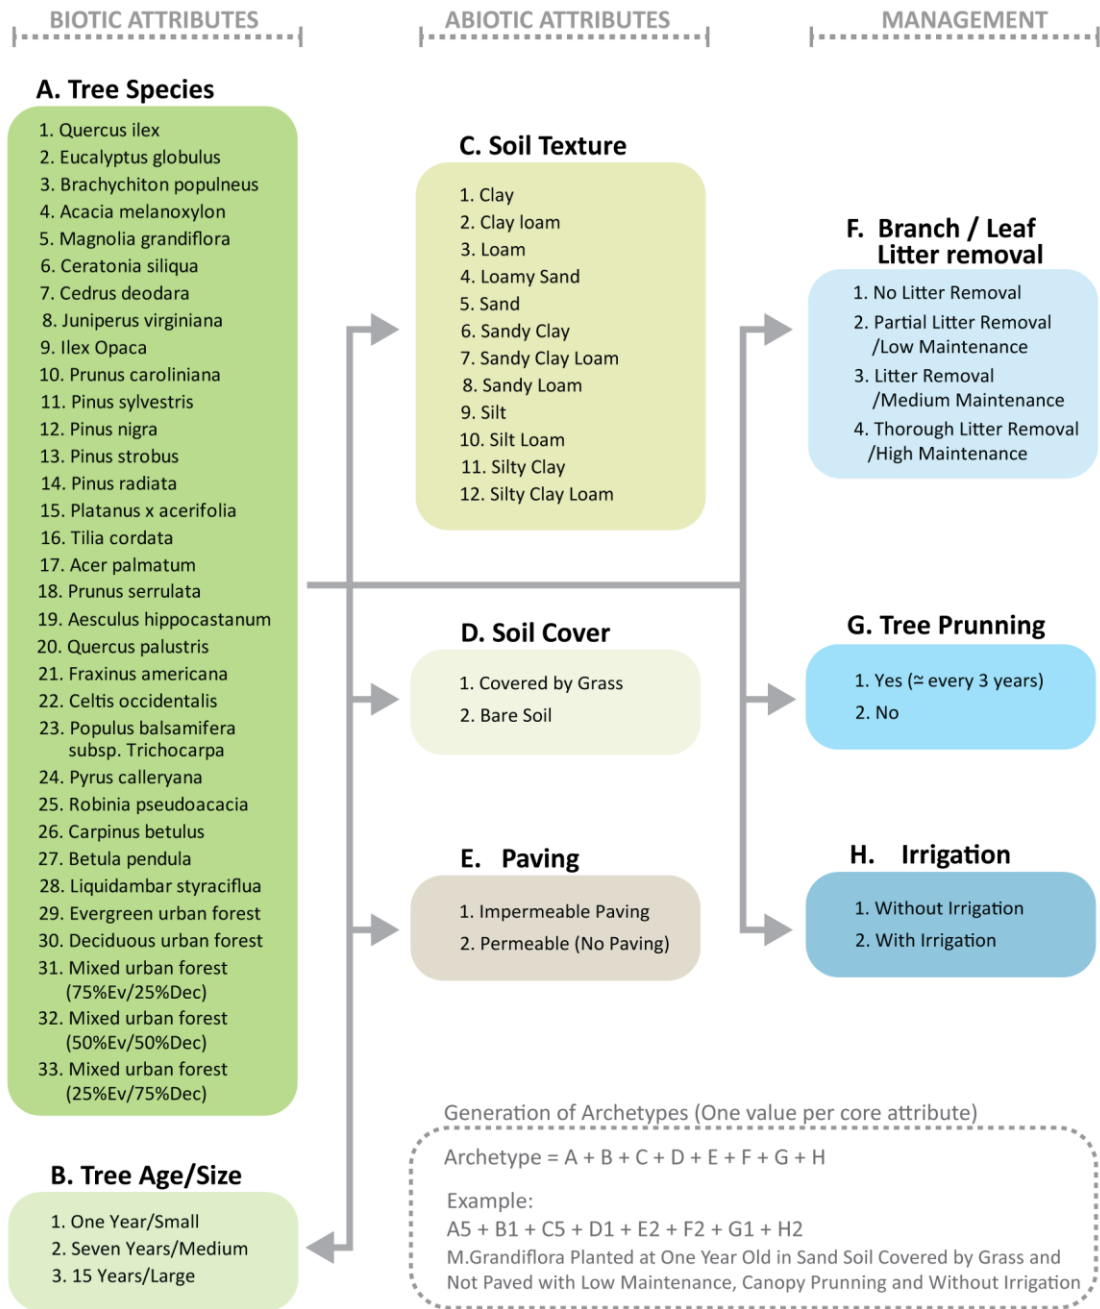 BIOTIC ATTRIBUTES
ABIOTIC ATTRIBUTES
MANAGEMENT
A. Tree Species
1. Quercus ilex
2. Eucalyptus globulus
3. Brachychiton populneus
4. Acacia melanoxylon
5. Magnolia grandiflora
6. Ceratonia siliqua
7. Cedrus deodara
8. Juniperus virginiana
9. Ilex Opaca
10. Prunus caroliniana
11. Pinus sylvestris
12. Pinus nigra
13. Pinus strobus
14. Pinus radiata
15. Platanus x acerifolia
16. Tilia cordata
17. Acer palmatum
18. Prunus serrulata
19. Aesculus hippocastanum
20. Quercus palustris
21. Fraxinus americana
22. Celtis occidentalis
23. Populus balsamifera
subsp. Trichocarpa
24. Pyrus calleryana
25. Robinia pseudoacacia
26. Carpinus betulus
27. Betula pendula
28. Liquidambar styraciflua
29. Evergreen urban forest
30. Deciduous urban forest
31. Mixed urban forest
(75%Ev/25%Dec)
32. Mixed urban forest
(50%Ev/50%Dec)
33. Mixed urban forest
(25%Ev/75%Dec)
B. Tree Age/Size
1. One Year/Small
2. Seven Years/Medium
3. 15 Years/Large
C. Soil Texture
1. Clay
2. Clay loam
3. Loam
4. Loamy Sand
5. Sand
6. Sandy Clay
7. Sandy Clay Loam
8. Sandy Loam
9. Silt
10. Silt Loam
11. Silty Clay
12. Silty Clay Loam
D. Soil Cover
1. Covered by Grass
2. Bare Soil
E. Paving
1. Impermeable Paving
2. Permeable (No Paving)
F. Branch / Leaf
Litter removal
1. No Litter Removal
2. Partial Litter Removal
/Low Maintenance
3. Litter Removal
/Medium Maintenance
4. Thorough Litter Removal
/High Maintenance
G. Tree Prunning
1. Yes (≃ every 3 years)
2. No
H. Irrigation
1. Without Irrigation
2. With Irrigation
Generation of Archetypes (One value per core attribute)
Archetype = A + B + C + D + E + F + G + H
Example:
A5 + B1 + C5 + D1 + E2 + F2 + G1 + H2
M.Grandiflora Planted at One Year Old in Sand Soil Covered by Grass and
Not Paved with Low Maintenance, Canopy Prunning and Without Irrigation